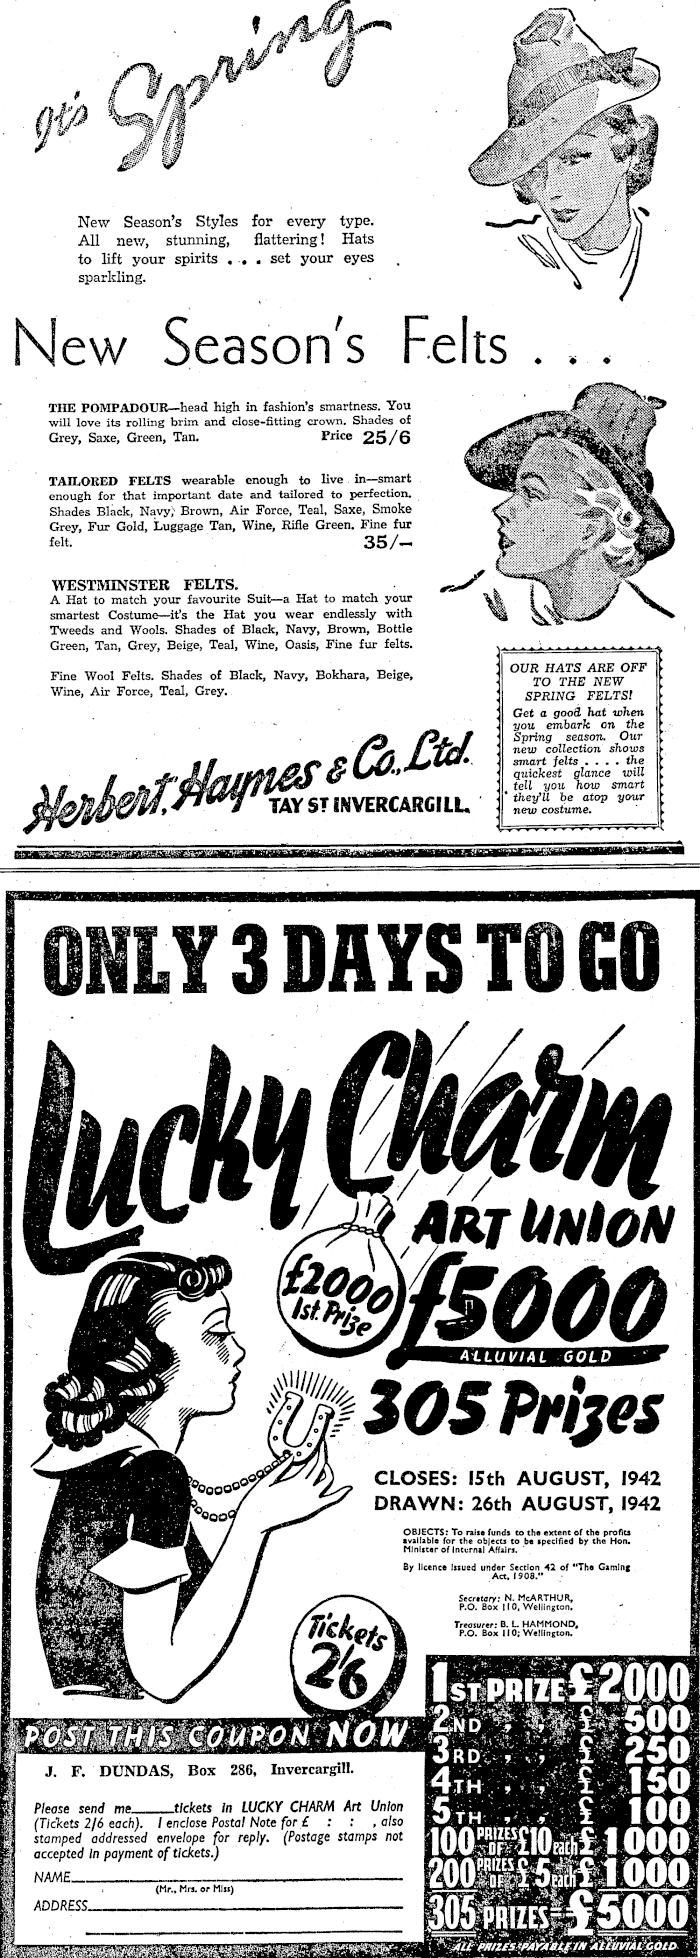 It's Spring
New Season's Styles for every type.
All new, stunning, flattering! Hats
to lift your spirits . . . set your eyes
sparkling.
New Season's Felts . . .
THE POMPADOUR—head high in fashion's smartness. You
will love its rolling brim and close-fitting crown. Shades of
Grey, Saxe, Green, Tan. Price 25/6
TAILORED FELTS wearable enough to live in—smart
enough for that important date and tailored to perfection.
Shades Black, Navy, Brown, Air Force, Teal, Saxe, Smoke
Grey, Fur Gold, Luggage Tan, Wine, Rifle Green. Fine fur
felt. 35/—
WESTMINSTER FELTS.
A Hat to match your favourite Suit—a Hat to match your
smartest Costume—it's the Hat you wear endlessly with
Tweeds and Wools. Shades of Black, Navy, Brown, Bottle
Green, Tan, Grey, Beige, Teal, Wine, Oasis, Fine fur felts.
Fine Wool Felts. Shades of Black, Navy, Bokhara, Beige,
Wine, Air Force, Teal, Grey.
OUR HATS ARE OFF
TO THE NEW
SPRING FELTS!
Get a good hat when
you embark on the
Spring season. Our
new collection shows
smart felts . . . . the
quickest glance will
tell you how smart
they'll be atop your
new costume.
Herbert, Haynes & Co., Ltd.
TAY ST INVERCARGILL.
ONLY 3 DAYS TO GO
Lucky Charm
ART UNION
£2000
1st. Prize
£5000
ALLUVIAL GOLD
305 Prizes
CLOSES: 15th AUGUST, 1942
DRAWN: 26th AUGUST, 1942
OBJECTS: To raise funds to the extent of the profits
available for the objects to be specified by the Hon.
Minister of Internal Affairs.
By licence issued under Section 42 of "The Gaming
Act, 1908."
Secretary: N. McARTHUR,
P.O. Box 110, Wellington.
Treasurer: B. L. HAMMOND,
P.O. Box 110; Wellington.
Tickets
2/6
POST THIS COUPON NOW
J. F. DUNDAS, Box 286, Invercargill.
Please send me______tickets in LUCKY CHARM Art Union
(Tickets 2/6 each). I enclose Postal Note for £ : : , also
stamped addressed envelope for reply. (Postage stamps not
accepted in payment of tickets.)
NAME
(Mr., Mrs. or Miss)
ADDRESS
1ST PRIZE £2000
2ND , , £ 500
3RD , , £ 250
4TH , , £ 150
5TH , , £ 100
100 PRIZES OF £10 each £1000
200 PRIZES OF £5 each £1000
305 PRIZES = £5000
ALL PRIZES PAYABLE IN ALLUVIAL GOLD